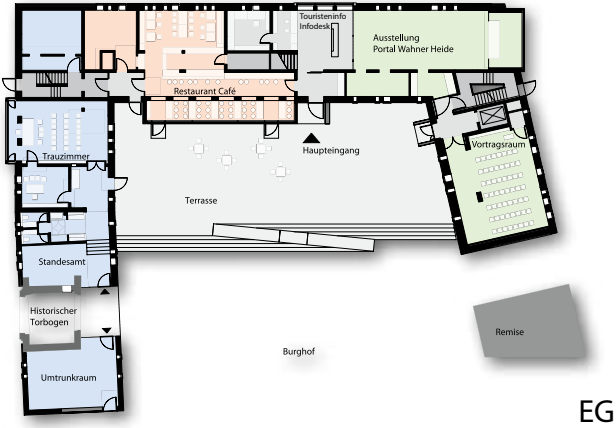 Touristeninfo
Infodesk
Ausstellung
Portal Wahner Heide
Restaurant Café
Haupteingang
Vortragsraum
Trauzimmer
Terrasse
Standesamt
Historischer
Torbogen
Remise
Burghof
Umtrunkraum
EG